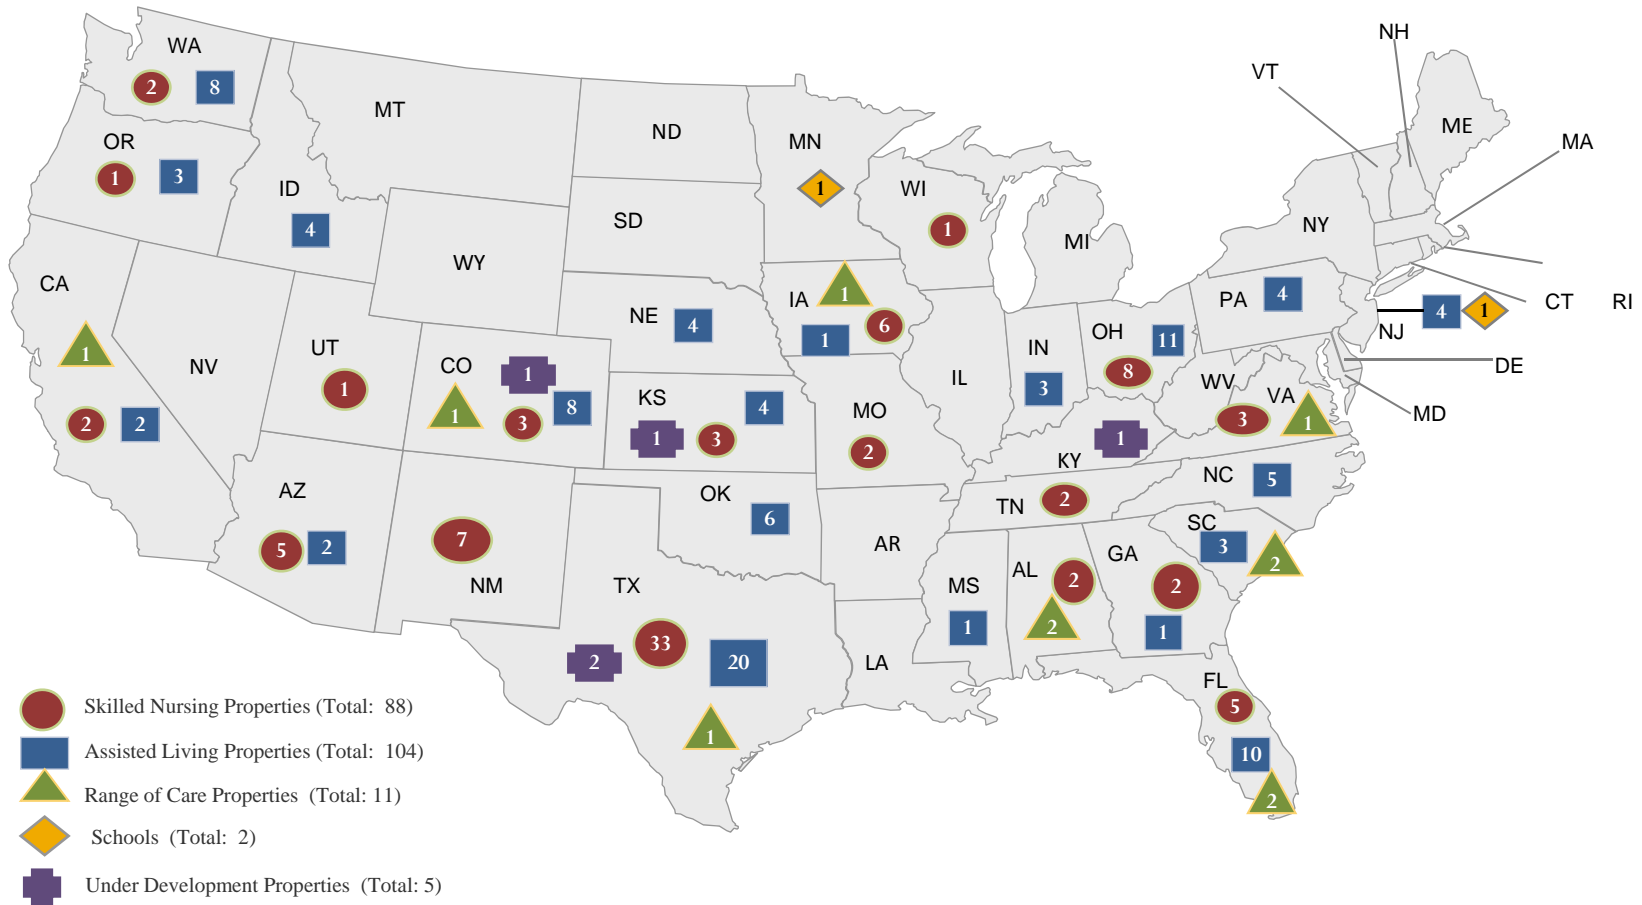 NH
WA
VT
2
8
MT
ND
MN
ME
OR
MA
1
3
ID
1
WI
4
SD
1
NY
MI
WY
CA
IA
1
PA
4
CT
RI
NE
4
1
6
4
1
NJ
OH
11
UT
IN
1
CO
1
NV
IL
8
WV
VA
DE
1
1
8
KS
4
3
MO
3
1
MD
2
2
3
1
3
2
1
KY
AZ
OK
TN
2
NC
5
6
SC
5
2
7
AR
GA
3
2
NM
TX
MS
AL
2
2
1
2
1
33
2
20
LA
FL
5
1
10
2
Skilled Nursing Properties (Total: 88)
Assisted Living Properties (Total: 104)
Range of Care Properties (Total: 11)
Schools (Total: 2)
Under Development Properties (Total: 5)